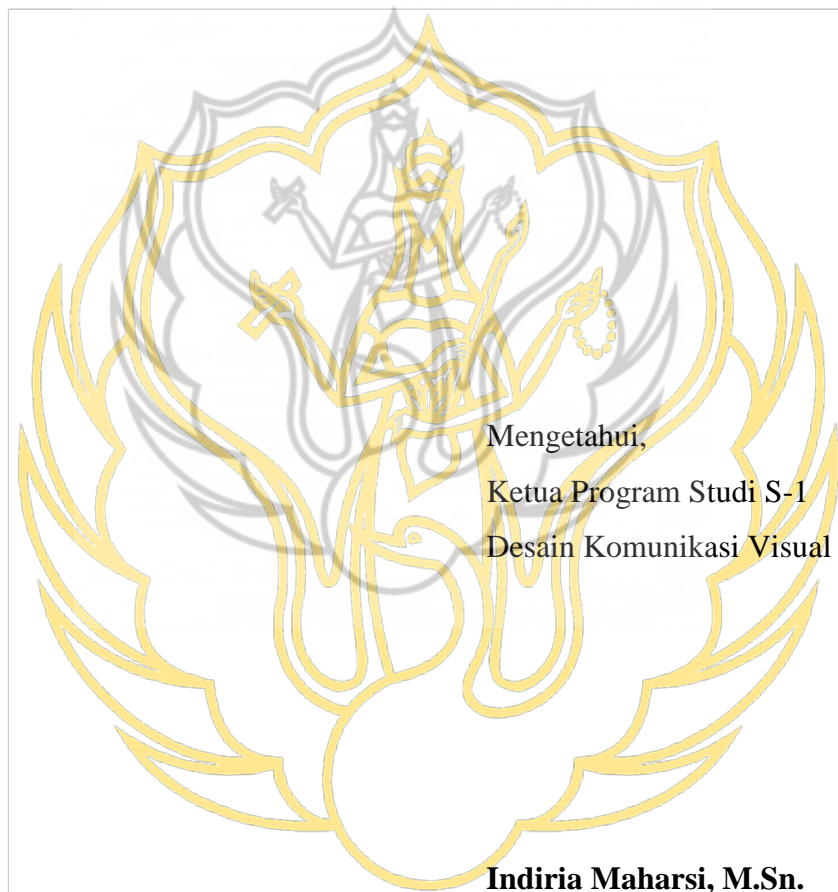 Mengetahui,
Ketua Program Studi S-1
Desain Komunikasi Visual
Indiria Maharsi, M.Sn.